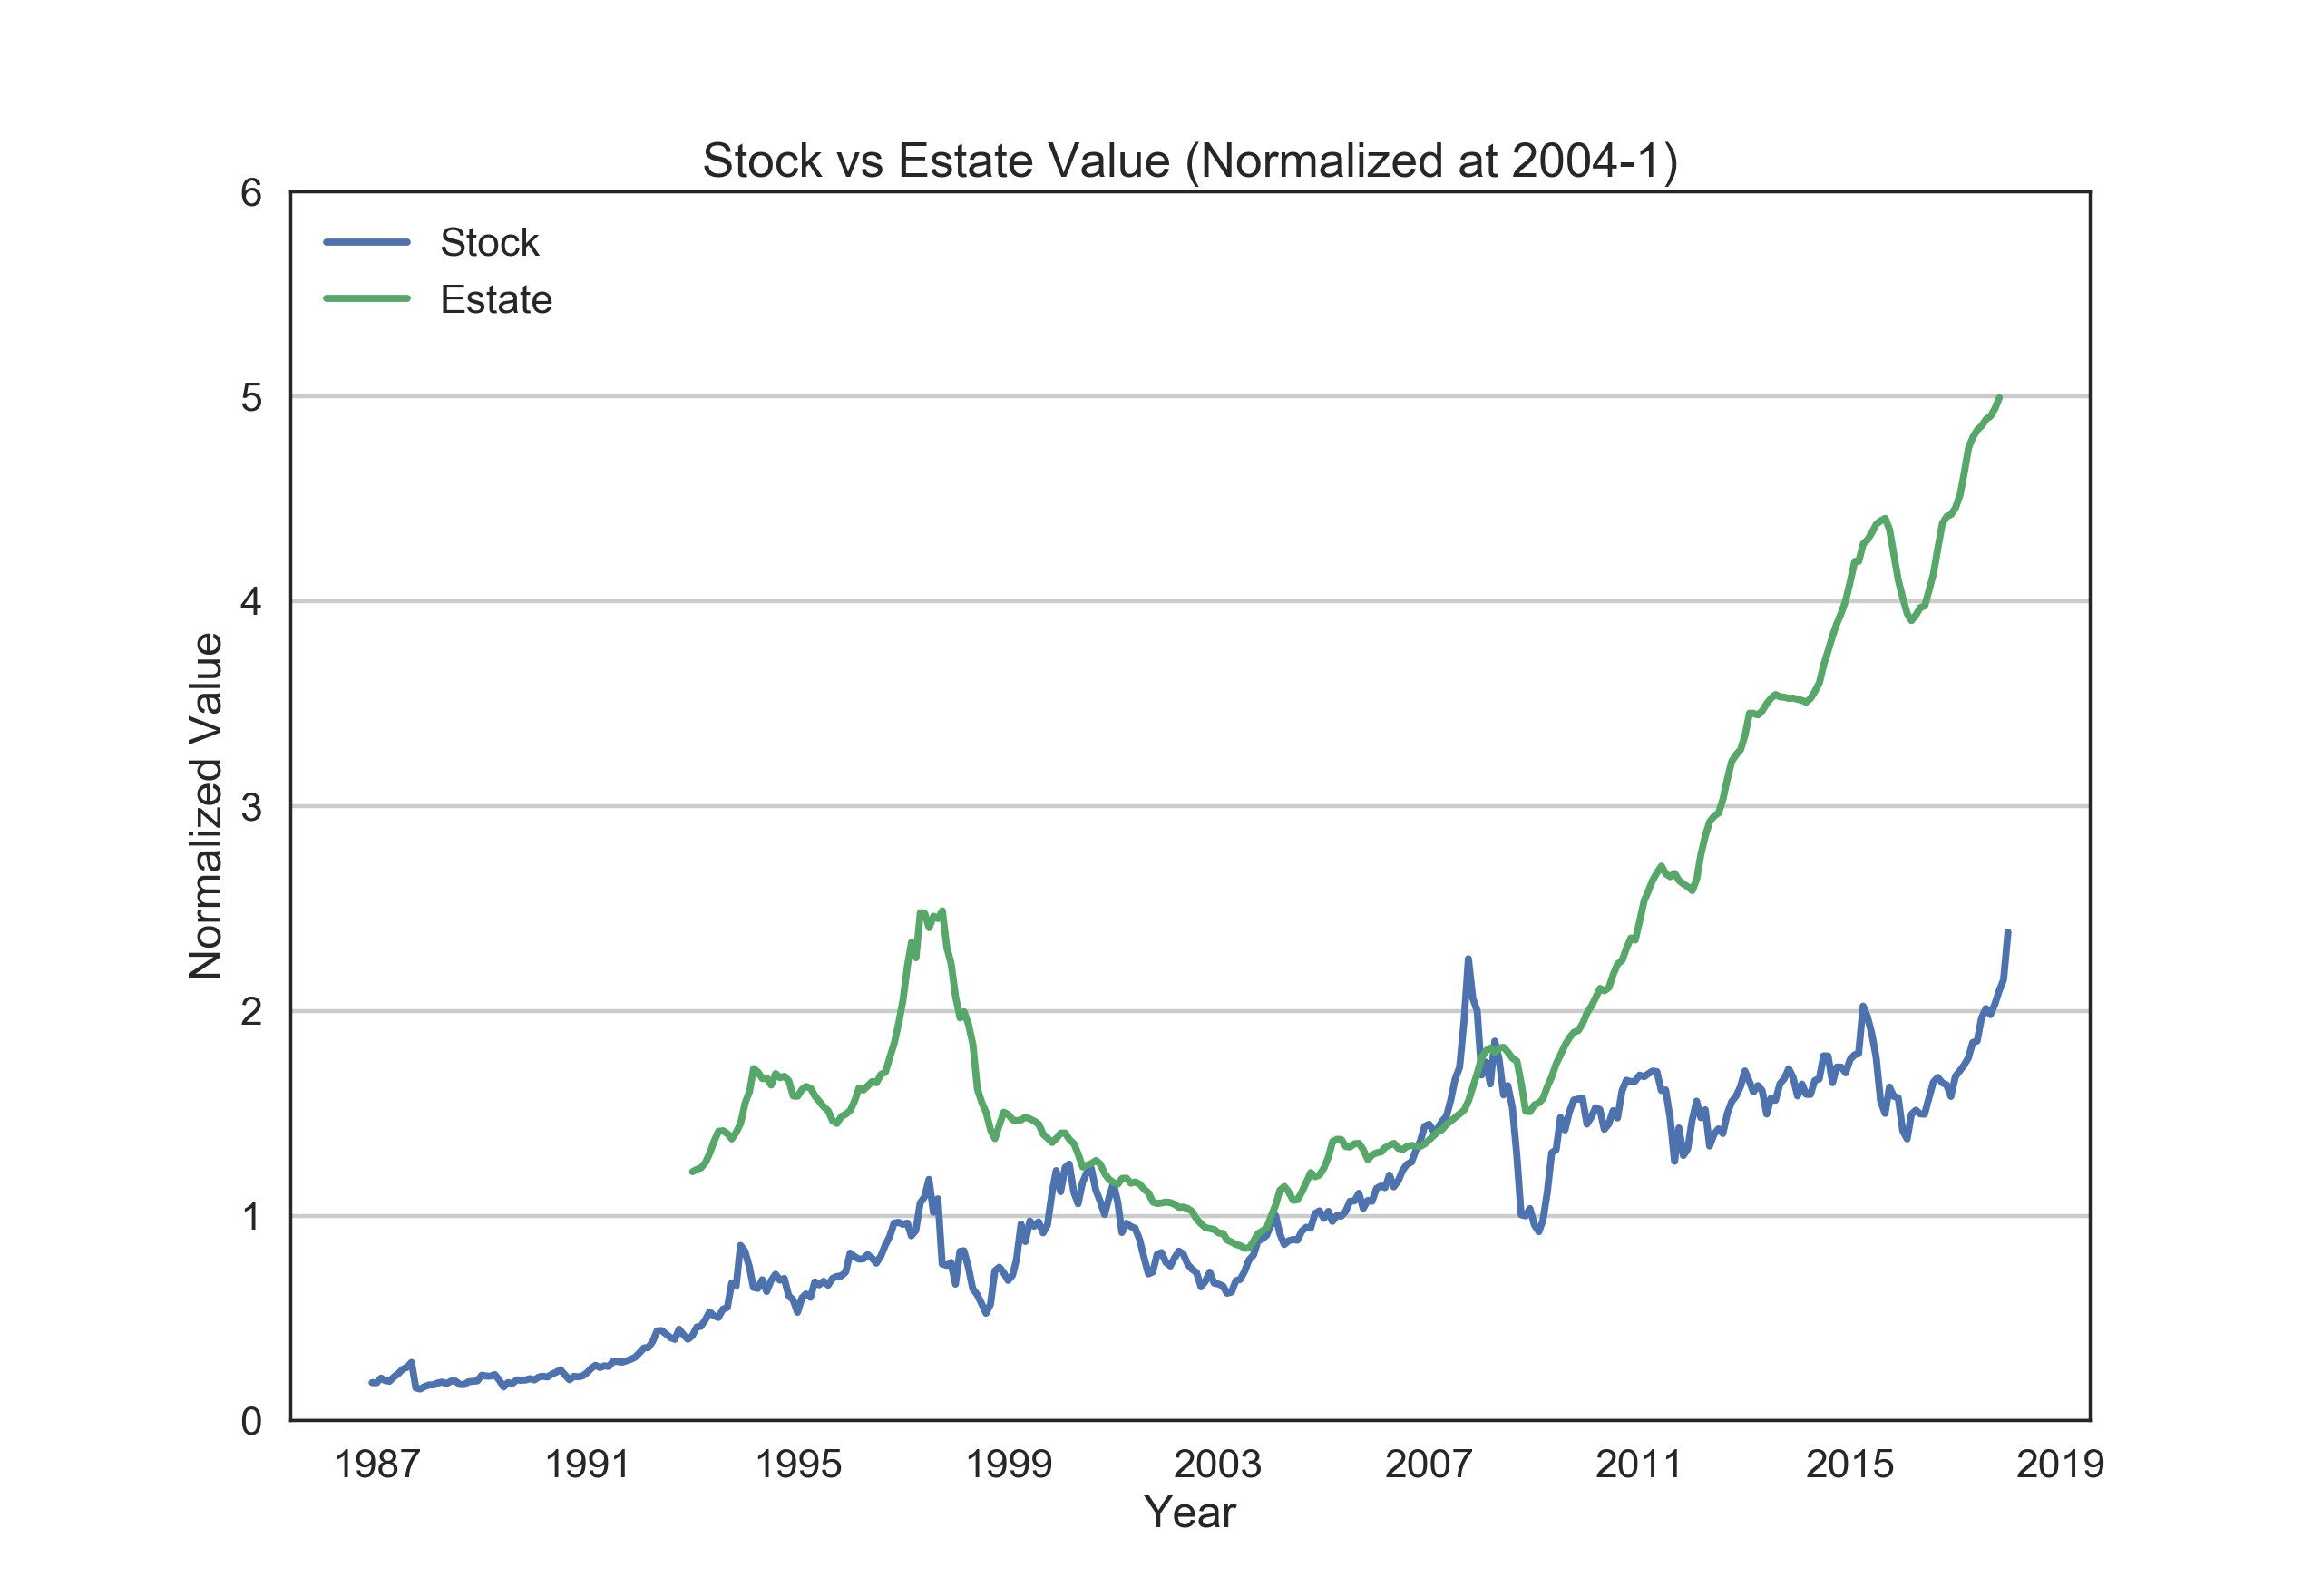 Stock vs Estate Value (Normalized at 2004-1)
6
Stock
Estate
5
4
3
2
1
0
Normalized Value
1987 1991 1995 1999 2003 2007 2011 2015 2019
Year